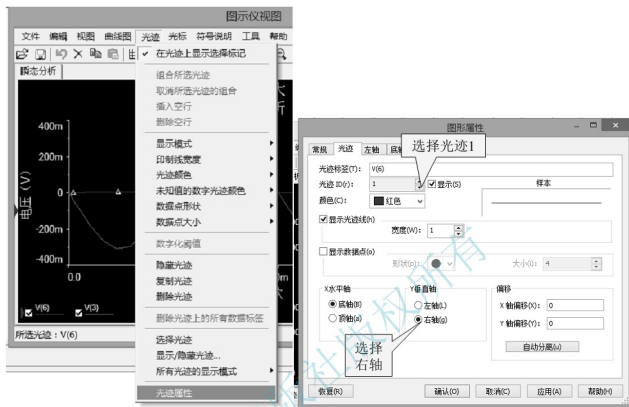 图示仪视图
文件 编辑 视图 曲线图 光迹 光标 符号说明 工具 帮助
瞬态分析
在光迹上显示选择标记
组合所选光迹
取消所选光迹的组合
插入空行
删除空行
显示模式
印制线宽度
光迹颜色
未知值的数字光迹颜色
数据点形状
数据点大小
数字化阈值
隐藏光迹
复制光迹
删除光迹
删除光迹上的所有数据标签
选择光迹
显示/隐藏光迹...
所有光迹的显示模式
光迹属性
电压 (V)
400m
200m
0
-200m
-400m
0.0
V(6) V(3)
所选光迹：V(6)
图形属性
常规 光迹 左轴 底轴
选择光迹1
光迹标签(T): V(6)
光迹 ID(r): 1 显示(S)
颜色(C): 红色
样本
显示光迹线(h)
宽度(W): 1
显示数据点(o)
形状(p): 大小(i): 4
X水平轴
底轴(B)
顶轴(a)
Y垂直轴
左轴(L)
右轴(g)
偏移
X 轴偏移(X): 0
Y 轴偏移(Y): 0
自动分离(u)
选择
右轴
恢复(R) 确认(O) 取消(C) 应用(A) 帮助(H)
社版权所有